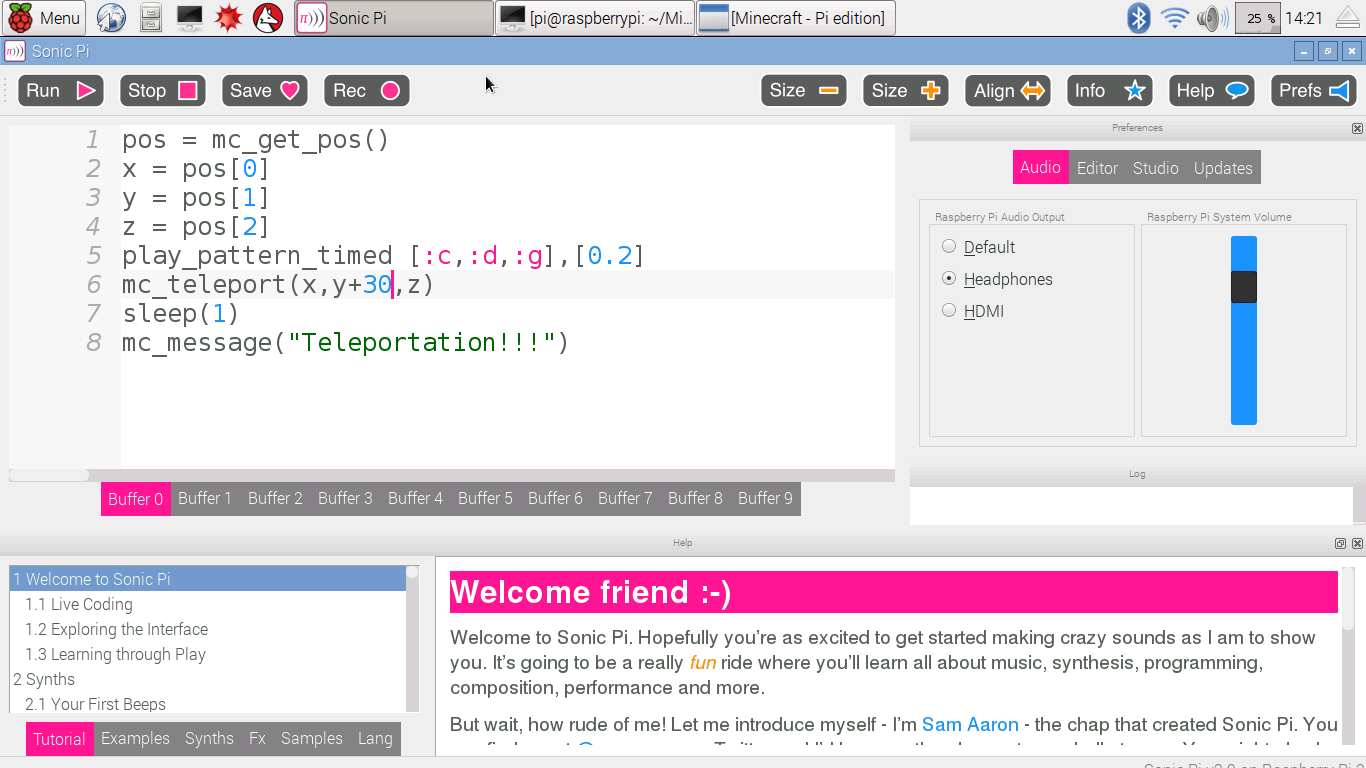 Menu
Sonic Pi
[pi@raspberrypi: ~/Mi...
[Minecraft - Pi edition]
25 %
14:21
π)))
Sonic Pi
Run
Stop
Save
Rec
Size
Size
Align
Info
Help
Prefs
1 pos = mc_get_pos()
2 x = pos[0]
3 y = pos[1]
4 z = pos[2]
5 play_pattern_timed [:c,:d,:g],[0.2]
6 mc_teleport(x,y+30,z)
7 sleep(1)
8 mc_message("Teleportation!!!")
Buffer 0 Buffer 1 Buffer 2 Buffer 3 Buffer 4 Buffer 5 Buffer 6 Buffer 7 Buffer 8 Buffer 9
Preferences
Audio Editor Studio Updates
Raspberry Pi Audio Output
Default
Headphones
HDMI
Raspberry Pi System Volume
Log
Help
1 Welcome to Sonic Pi
1.1 Live Coding
1.2 Exploring the Interface
1.3 Learning through Play
2 Synths
2.1 Your First Beeps
Tutorial Examples Synths Fx Samples Lang
Welcome friend :-)
Welcome to Sonic Pi. Hopefully you're as excited to get started making crazy sounds as I am to show
you. It's going to be a really fun ride where you'll learn all about music, synthesis, programming,
composition, performance and more.
But wait, how rude of me! Let me introduce myself - I'm Sam Aaron - the chap that created Sonic Pi. You